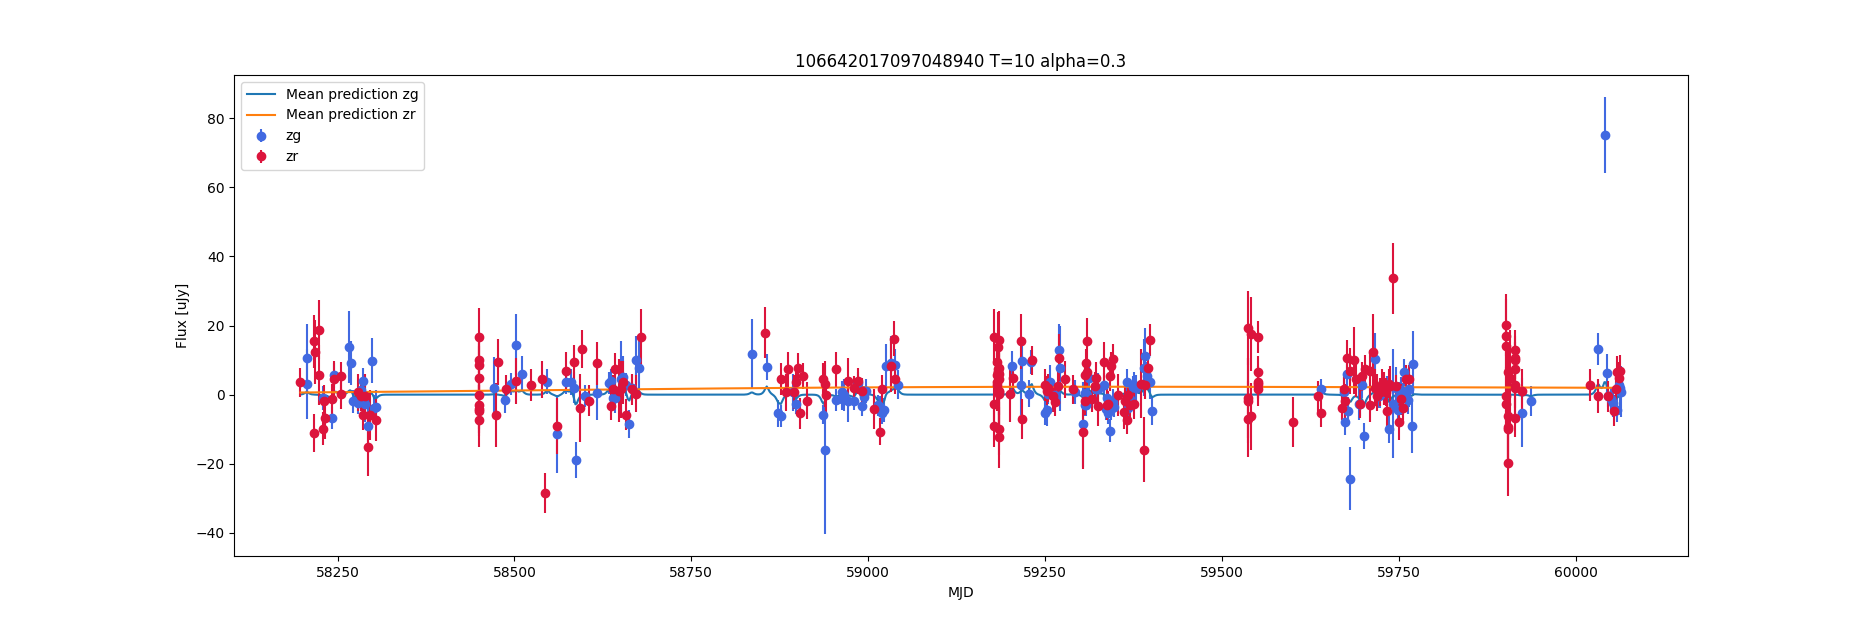 106642017097048940 T=10 alpha=0.3
Mean prediction zg
Mean prediction zr
zg
zr
80
60
40
20
0
−20
−40
Flux [uJy]
58250 58500 58750 59000 59250 59500 59750 60000
MJD